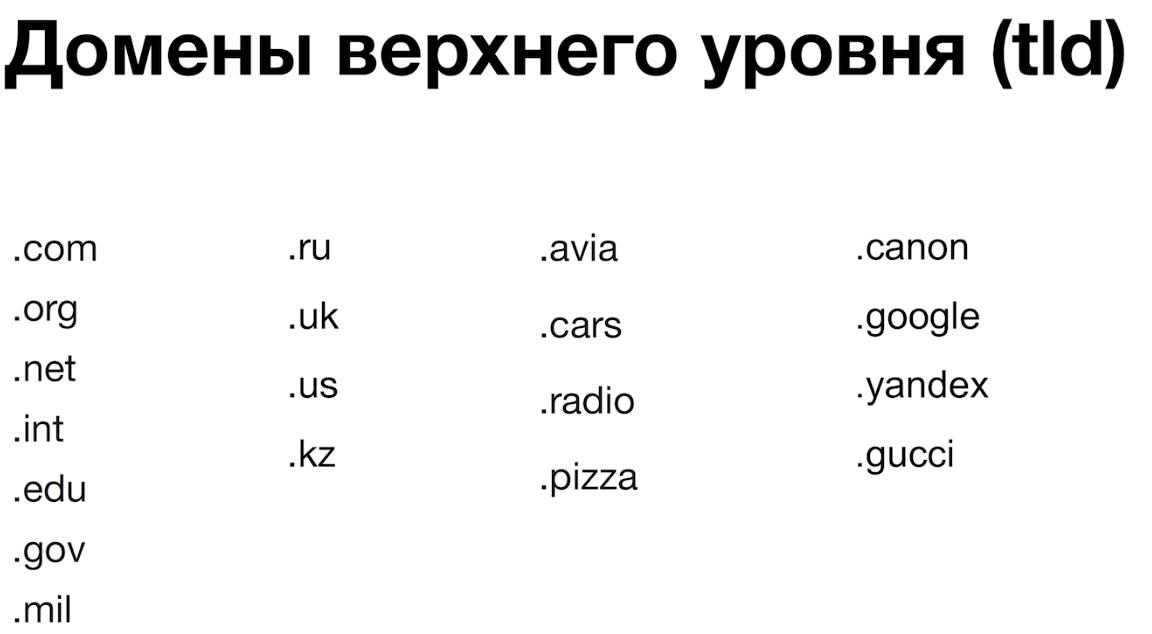 Домены верхнего уровня (tld)
.com
.org
.net
.int
.edu
.gov
.mil
.ru
.uk
.us
.kz
.avia
.cars
.radio
.pizza
.canon
.google
.yandex
.gucci